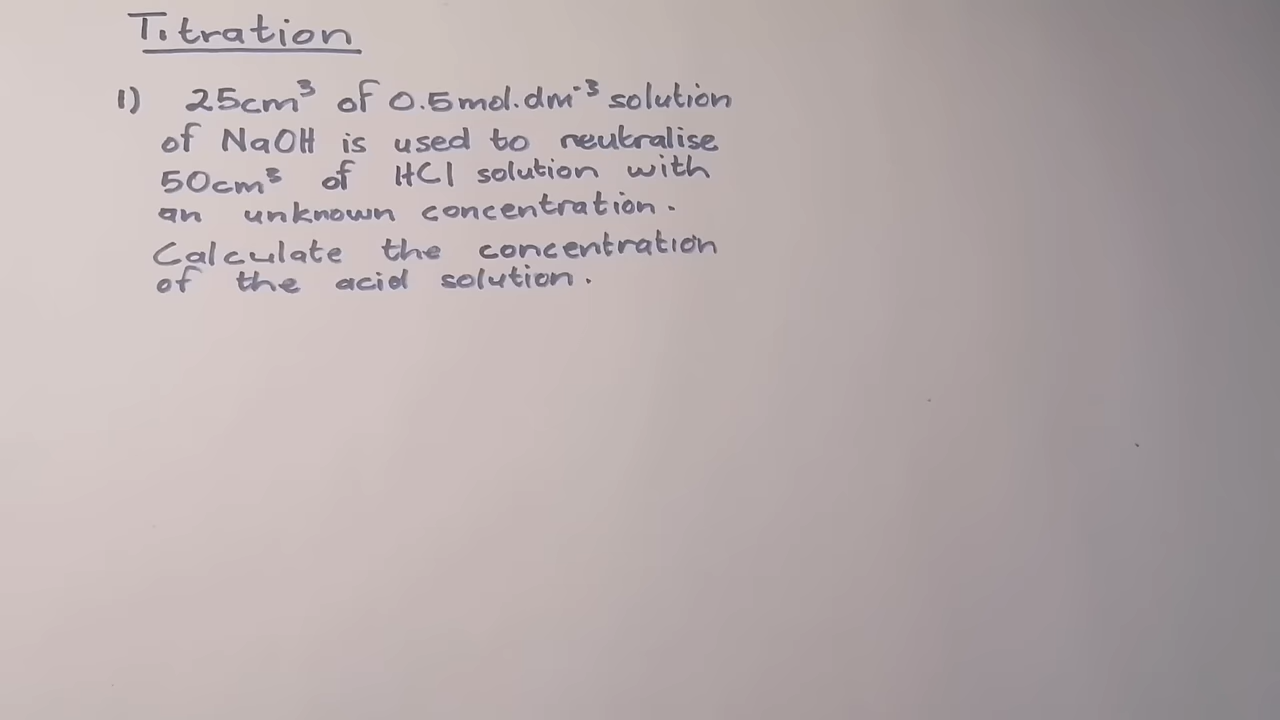 Titration
1) 25cm³ of 0.5mol.dm⁻³ solution
of NaOH is used to neutralise
50cm³ of HCl solution with
an unknown concentration.
Calculate the concentration
of the acid solution.